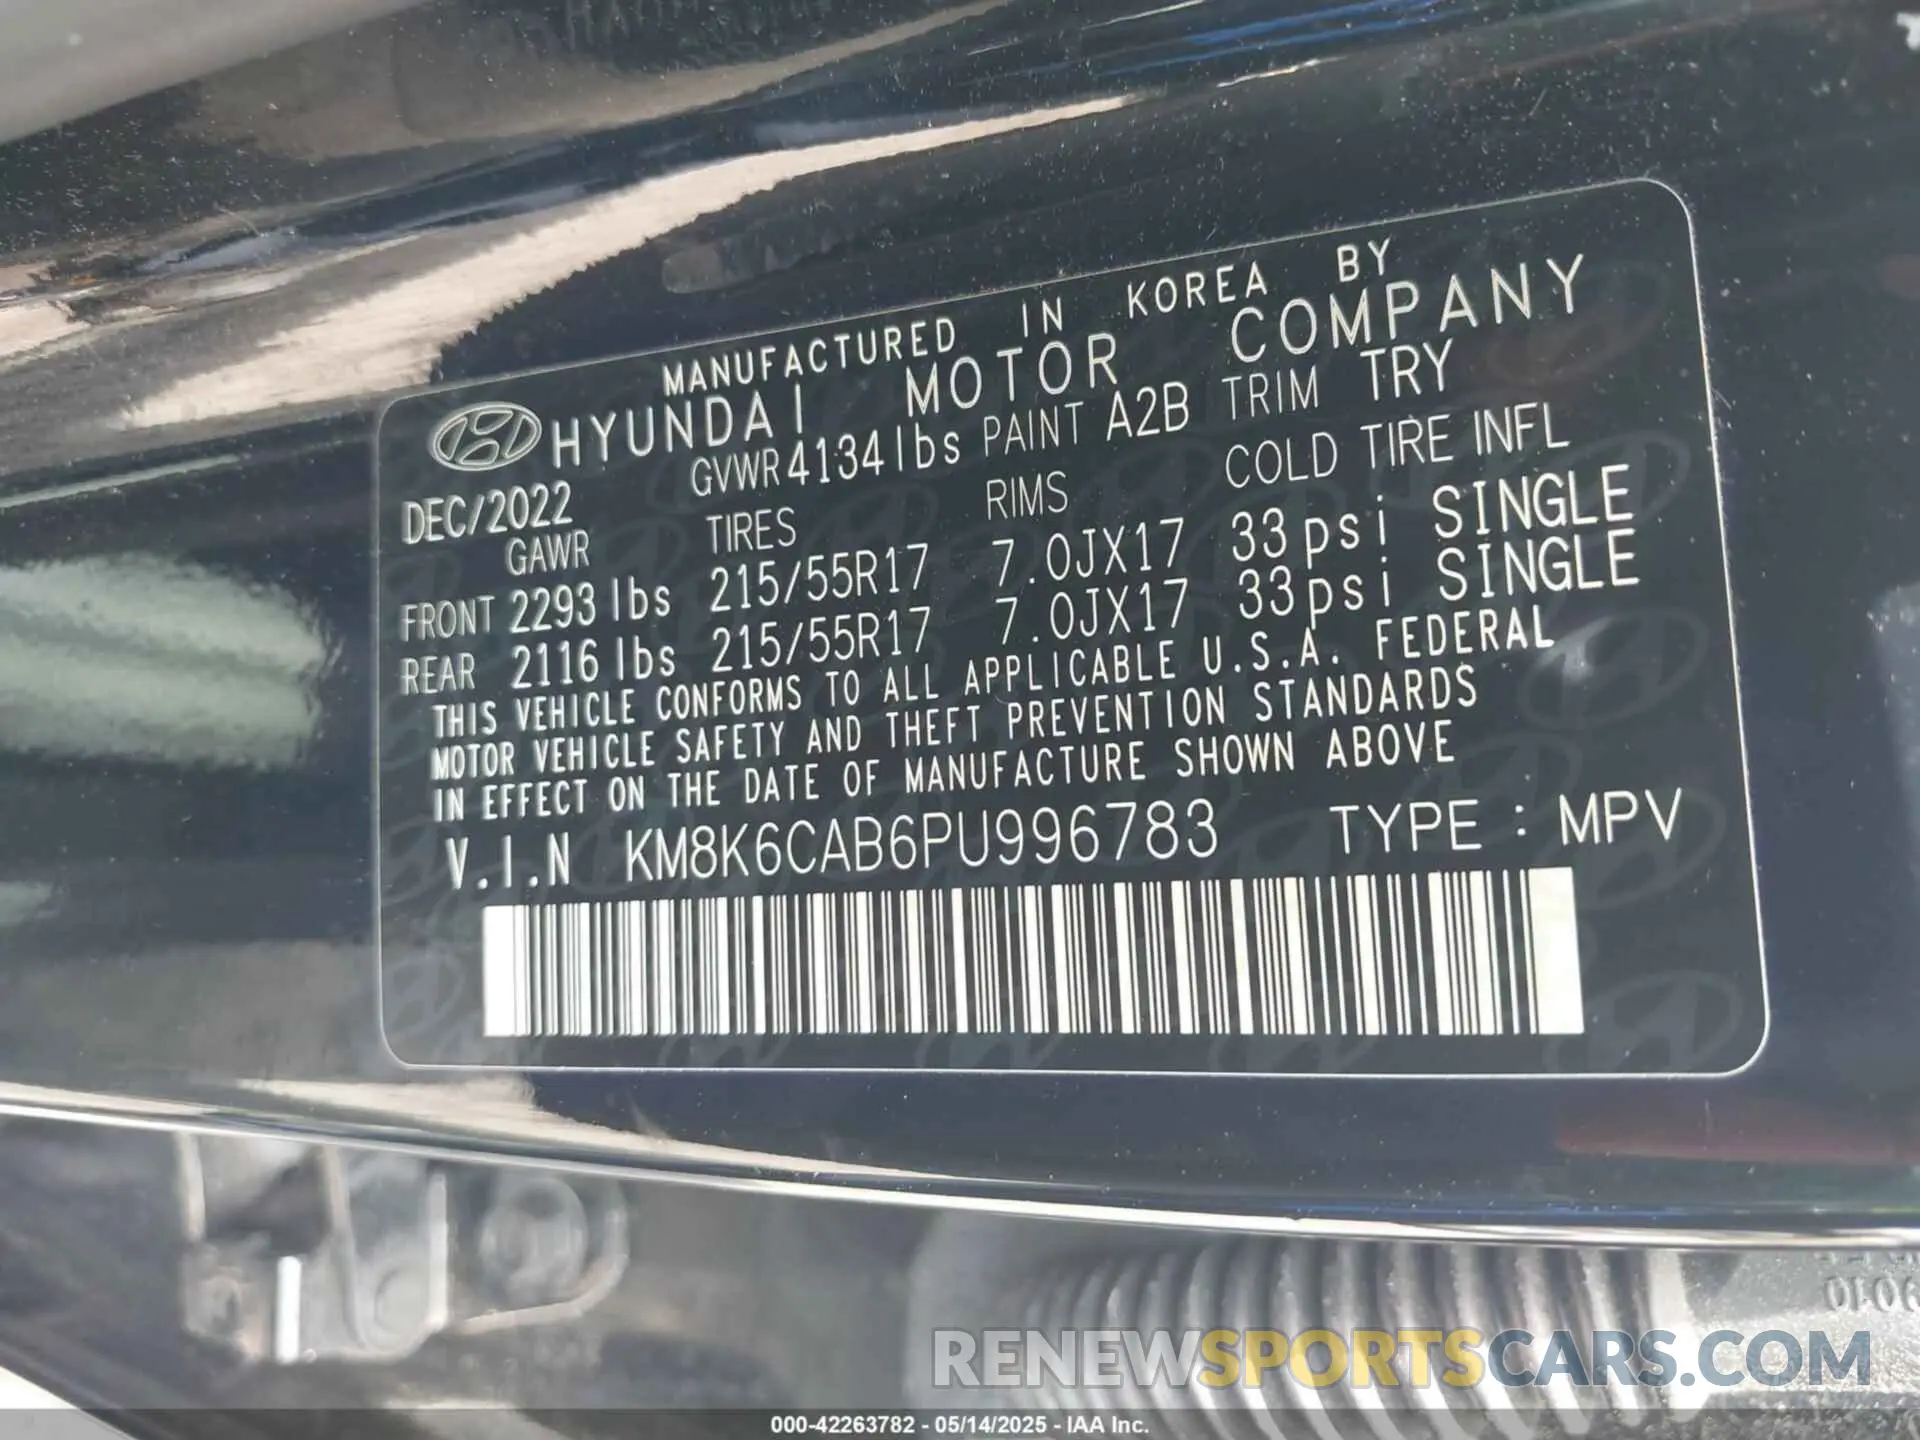 MANUFACTURED IN KOREA BY
HYUNDAI MOTOR COMPANY
DEC/2022 GVWR 4134 lbs PAINT A2B TRIM TRY
GAWR TIRES RIMS COLD TIRE INFL
FRONT 2293 lbs 215/55R17 7.0JX17 33psi SINGLE
REAR 2116 lbs 215/55R17 7.0JX17 33psi SINGLE
THIS VEHICLE CONFORMS TO ALL APPLICABLE U.S.A. FEDERAL
MOTOR VEHICLE SAFETY AND THEFT PREVENTION STANDARDS
IN EFFECT ON THE DATE OF MANUFACTURE SHOWN ABOVE
V.I.N KM8K6CAB6PU996783 TYPE : MPV
RENEWSPORTSCARS.COM
000-42263782 - 05/14/2025 - IAA Inc.